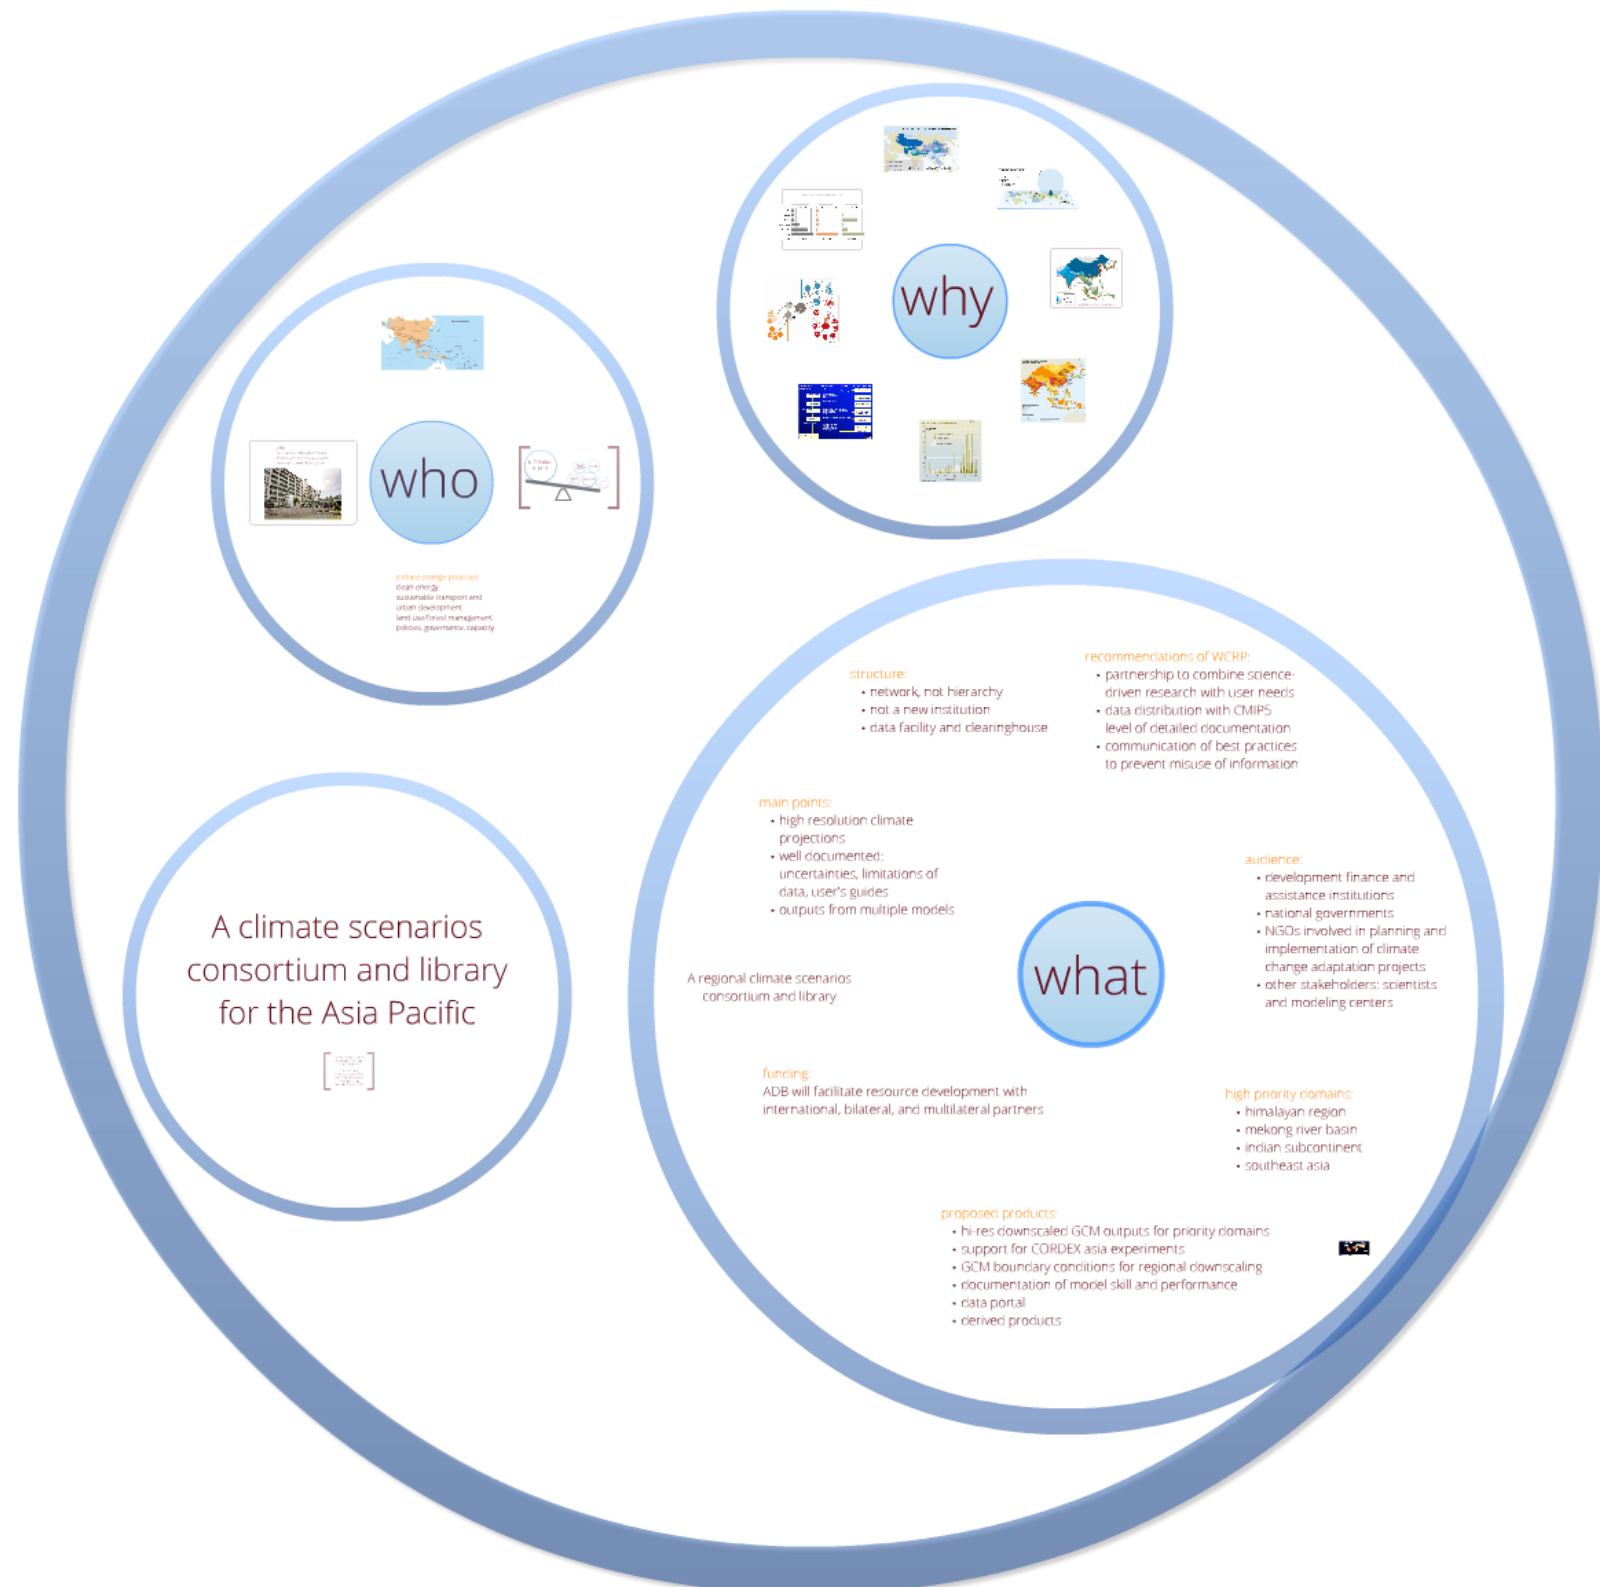 why
who
climate change priorities
clean energy
sustainable transport and
urban development
land use/forest management
policies, governance, capacity
A climate scenarios
consortium and library
for the Asia Pacific
what
structure:
• network, not hierarchy
• not a new institution
• data facility and clearinghouse
recommendations of WCRP:
• partnership to combine science-
driven research with user needs
• data distribution with CMIP5
level of detailed documentation
• communication of best practices
to prevent misuse of information
main points:
• high resolution climate
projections
• well documented:
uncertainties, limitations of
data, user's guides
• outputs from multiple models
audience:
• development finance and
assistance institutions
• national governments
• NGOs involved in planning and
implementation of climate
change adaptation projects
• other stakeholders: scientists
and modeling centers
A regional climate scenarios
consortium and library
funding:
ADB will facilitate resource development with
international, bilateral, and multilateral partners
high priority domains:
• himalayan region
• mekong river basin
• indian subcontinent
• southeast asia
proposed products:
• hi-res downscaled GCM outputs for priority domains
• support for CORDEX asia experiments
• GCM boundary conditions for regional downscaling
• documentation of model skill and performance
• data portal
• derived products